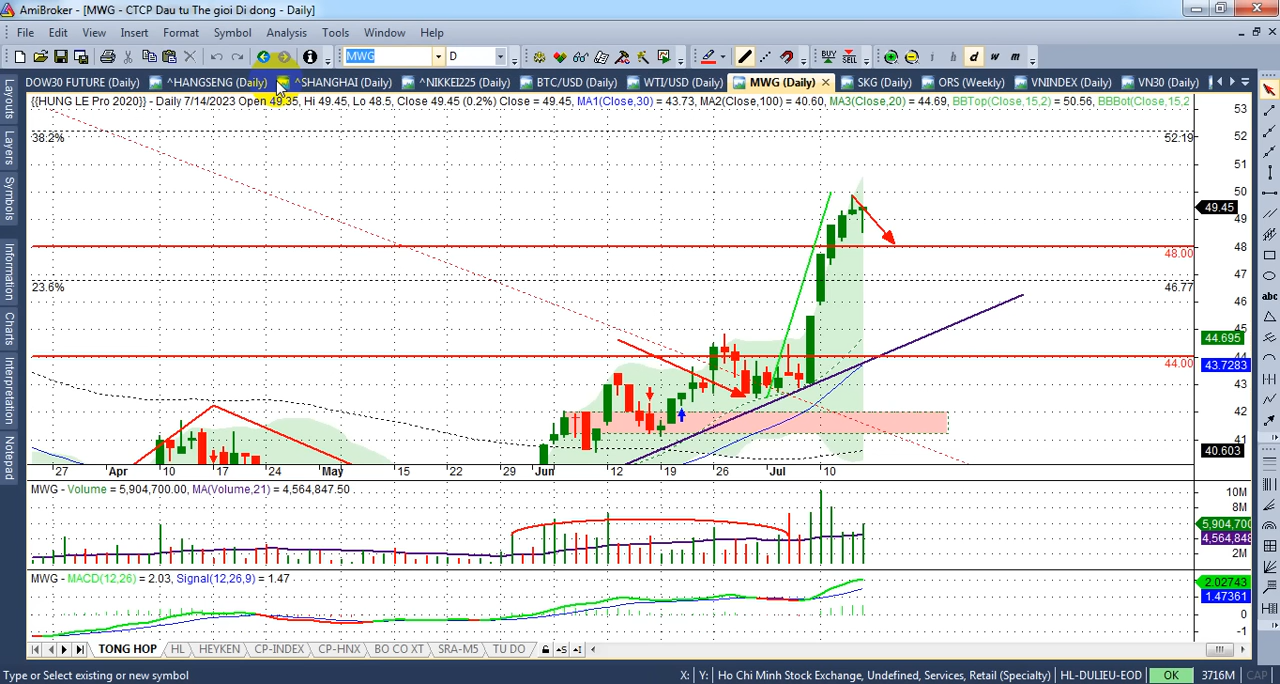 AmiBroker - [MWG - CTCP Dau tu The gioi Di dong - Daily]
File Edit View Insert Format Symbol Analysis Tools Window Help
MWG D BUY SELL i h d w m
DOW30 FUTURE (Daily) ^HANGSENG (Daily) ^SHANGHAI (Daily) ^NIKKEI225 (Daily) BTC/USD (Daily) WTI/USD (Daily) MWG (Daily) SKG (Daily) ORS (Weekly) VNINDEX (Daily) VN30 (Daily)
{{HUNG LE Pro 2020}} - Daily 7/14/2023 Open 49.35, Hi 49.45, Lo 48.5, Close 49.45 (0.2%) Close = 49.45, MA1(Close,30) = 43.73, MA2(Close,100) = 40.60, MA3(Close,20) = 44.69, BBTop(Close,15,2) = 50.56, BBBot(Close,15,2
Layouts
Layers
Symbols
Information
Charts
Interpretation
Notepad
53
38.2% 52.19
52
51
50
49.45
49
48
48.00
47
23.6% 46.77
46
45
44.695
44
44.00
43.7283
43
42
41
40.603
27 Apr 10 17 24 May 15 22 29 Jun 12 19 26 Jul 10
MWG - Volume = 5,904,700.00, MA(Volume,21) = 4,564,847.50
10M
8M
5,904,700
4,564,848
2M
MWG - MACD(12,26) = 2.03, Signal(12,26,9) = 1.47
2.02743
1.47361
0
-1
TONG HOP HL HEYKEN CP-INDEX CP-HNX BO CO XT SRA-M5 TU DO
abc
Type or Select existing or new symbol X: Y: Ho Chi Minh Stock Exchange, Undefined, Services, Retail (Specialty) HL-DULIEU-EOD OK 3716M CAP